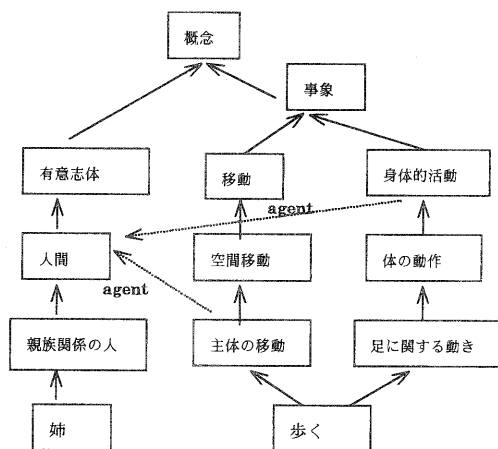 概念
事象
有意志体
移動
身体的活動
agent
人間
空間移動
体の動作
agent
親族関係の人
主体の移動
足に関する動き
姉
歩く